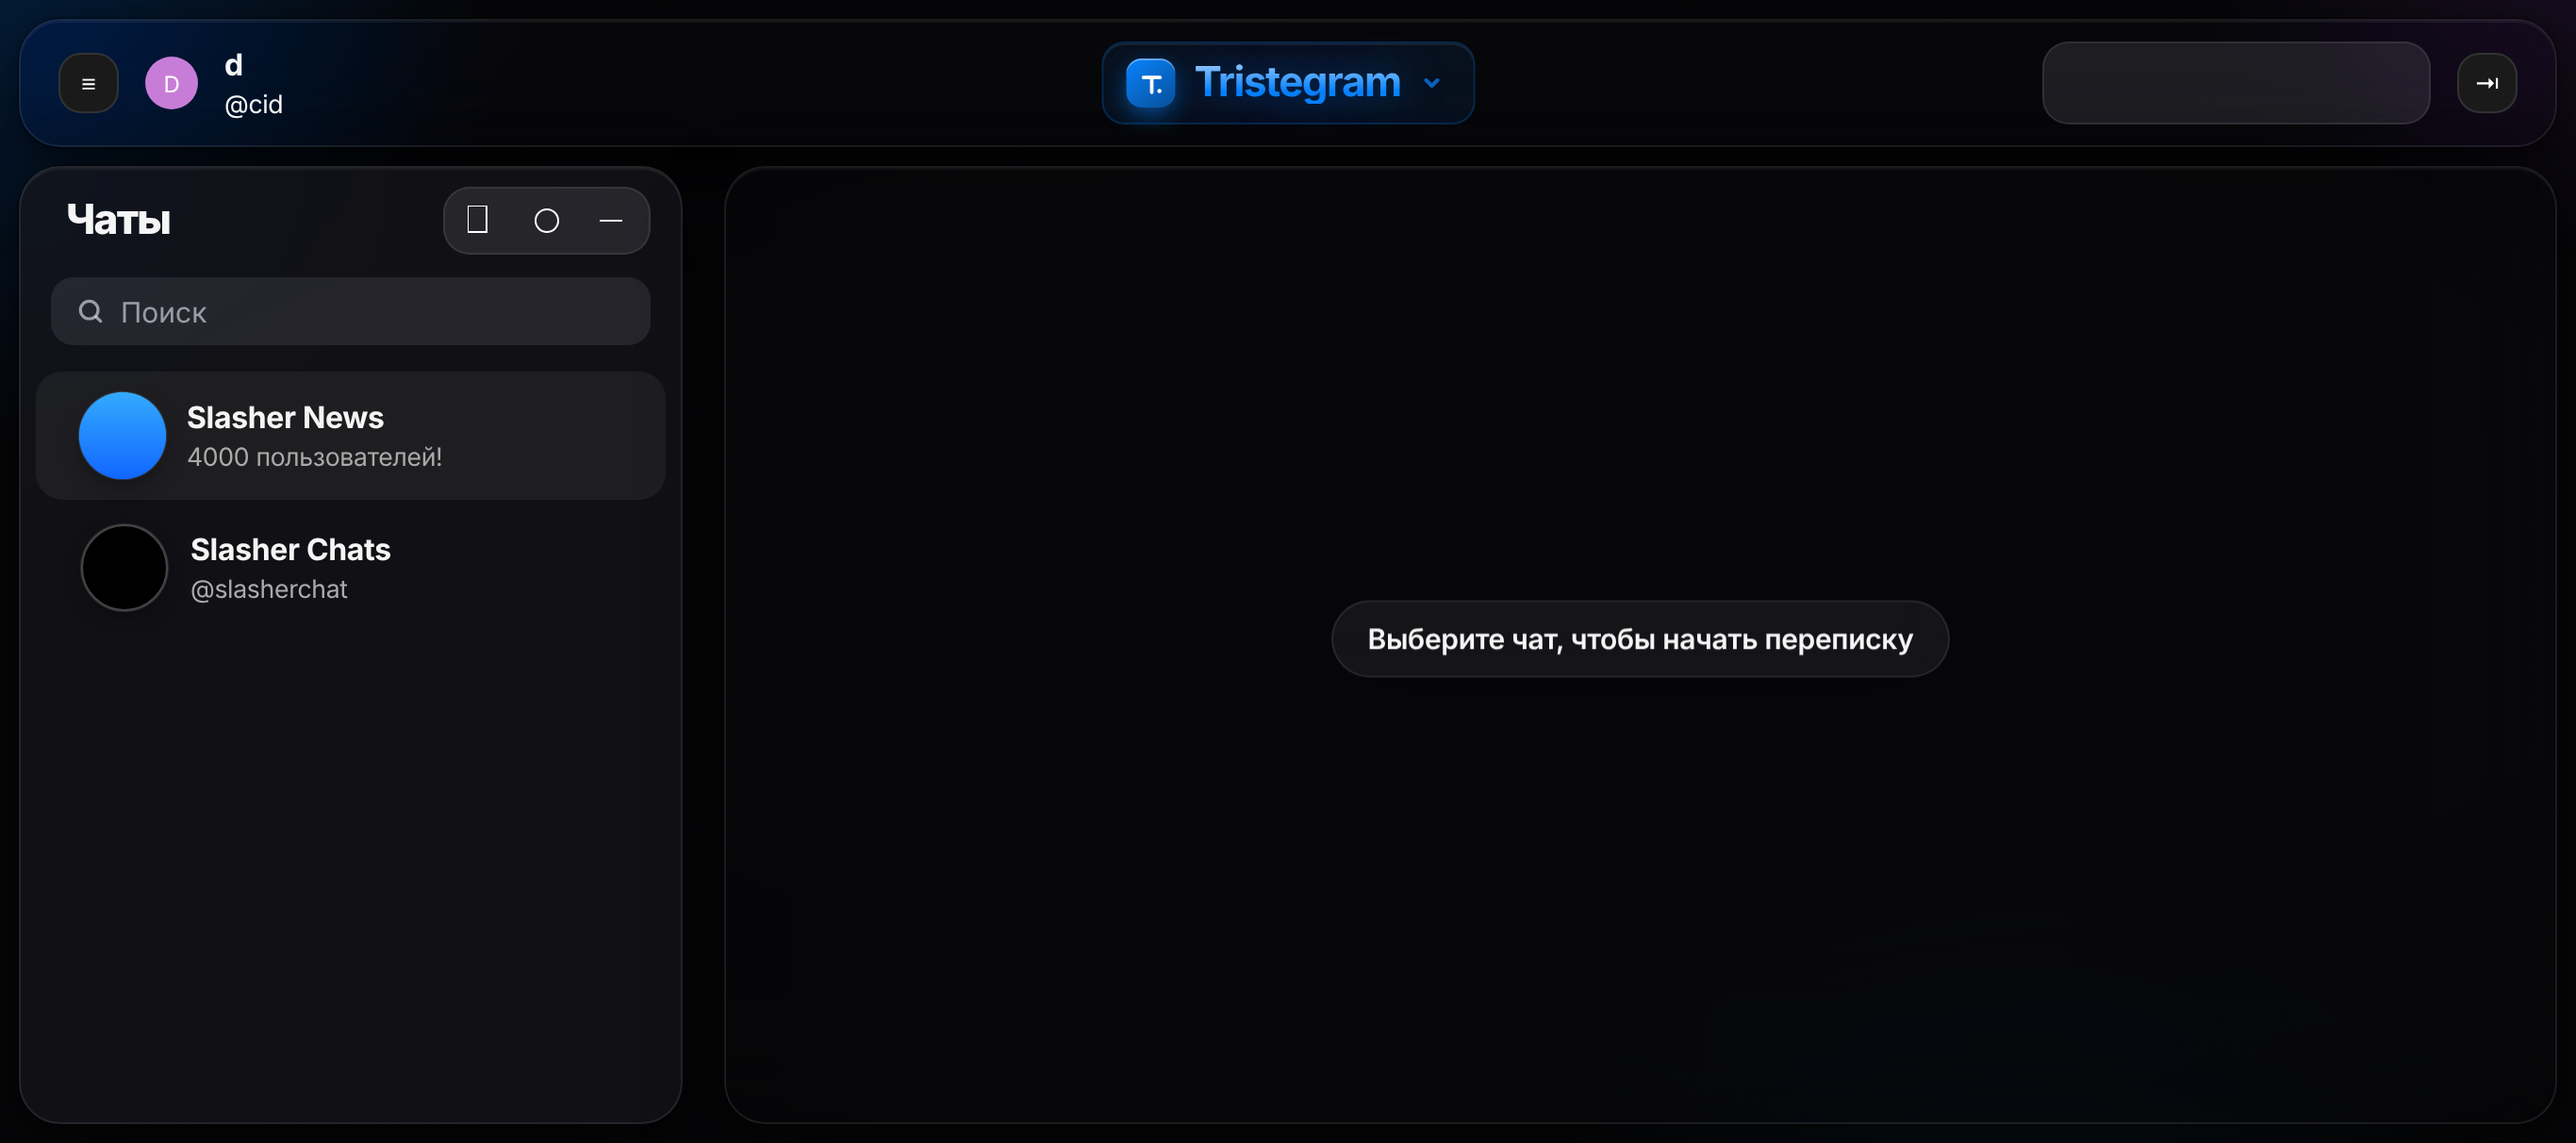 D
d
@cid
T.
Tristegram
Чаты
Поиск
Slasher News
4000 пользователей!
Slasher Chats
@slasherchat
Выберите чат, чтобы начать переписку